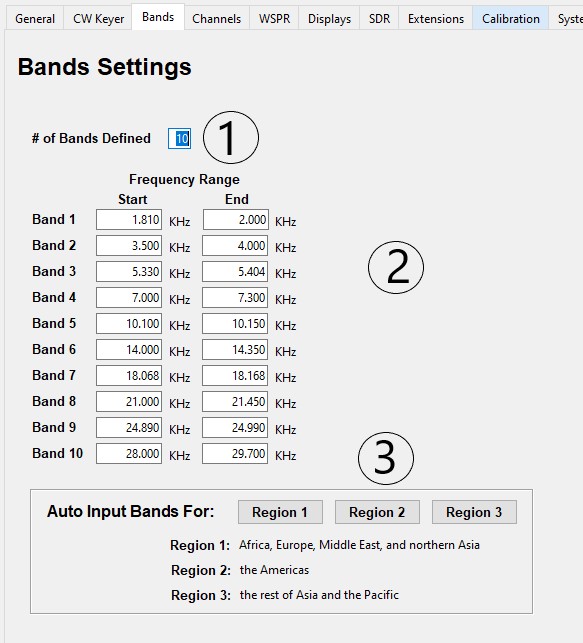 General CW Keyer Bands Channels WSPR Displays SDR Extensions Calibration Syste
Bands Settings
# of Bands Defined 10 1
Frequency Range
Start End
Band 1 1.810 KHz 2.000 KHz
Band 2 3.500 KHz 4.000 KHz
2
Band 3 5.330 KHz 5.404 KHz
Band 4 7.000 KHz 7.300 KHz
Band 5 10.100 KHz 10.150 KHz
Band 6 14.000 KHz 14.350 KHz
Band 7 18.068 KHz 18.168 KHz
Band 8 21.000 KHz 21.450 KHz
Band 9 24.890 KHz 24.990 KHz
Band 10 28.000 KHz 29.700 KHz
3
Auto Input Bands For: Region 1 Region 2 Region 3
Region 1: Africa, Europe, Middle East, and northern Asia
Region 2: the Americas
Region 3: the rest of Asia and the Pacific